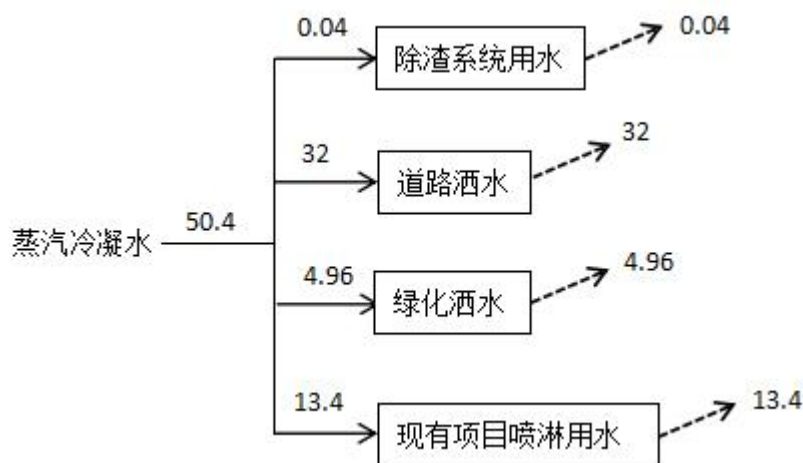 0.04
除渣系统用水
0.04
32
道路洒水
32
蒸汽冷凝水
50.4
4.96
绿化洒水
4.96
13.4
现有项目喷淋用水
13.4